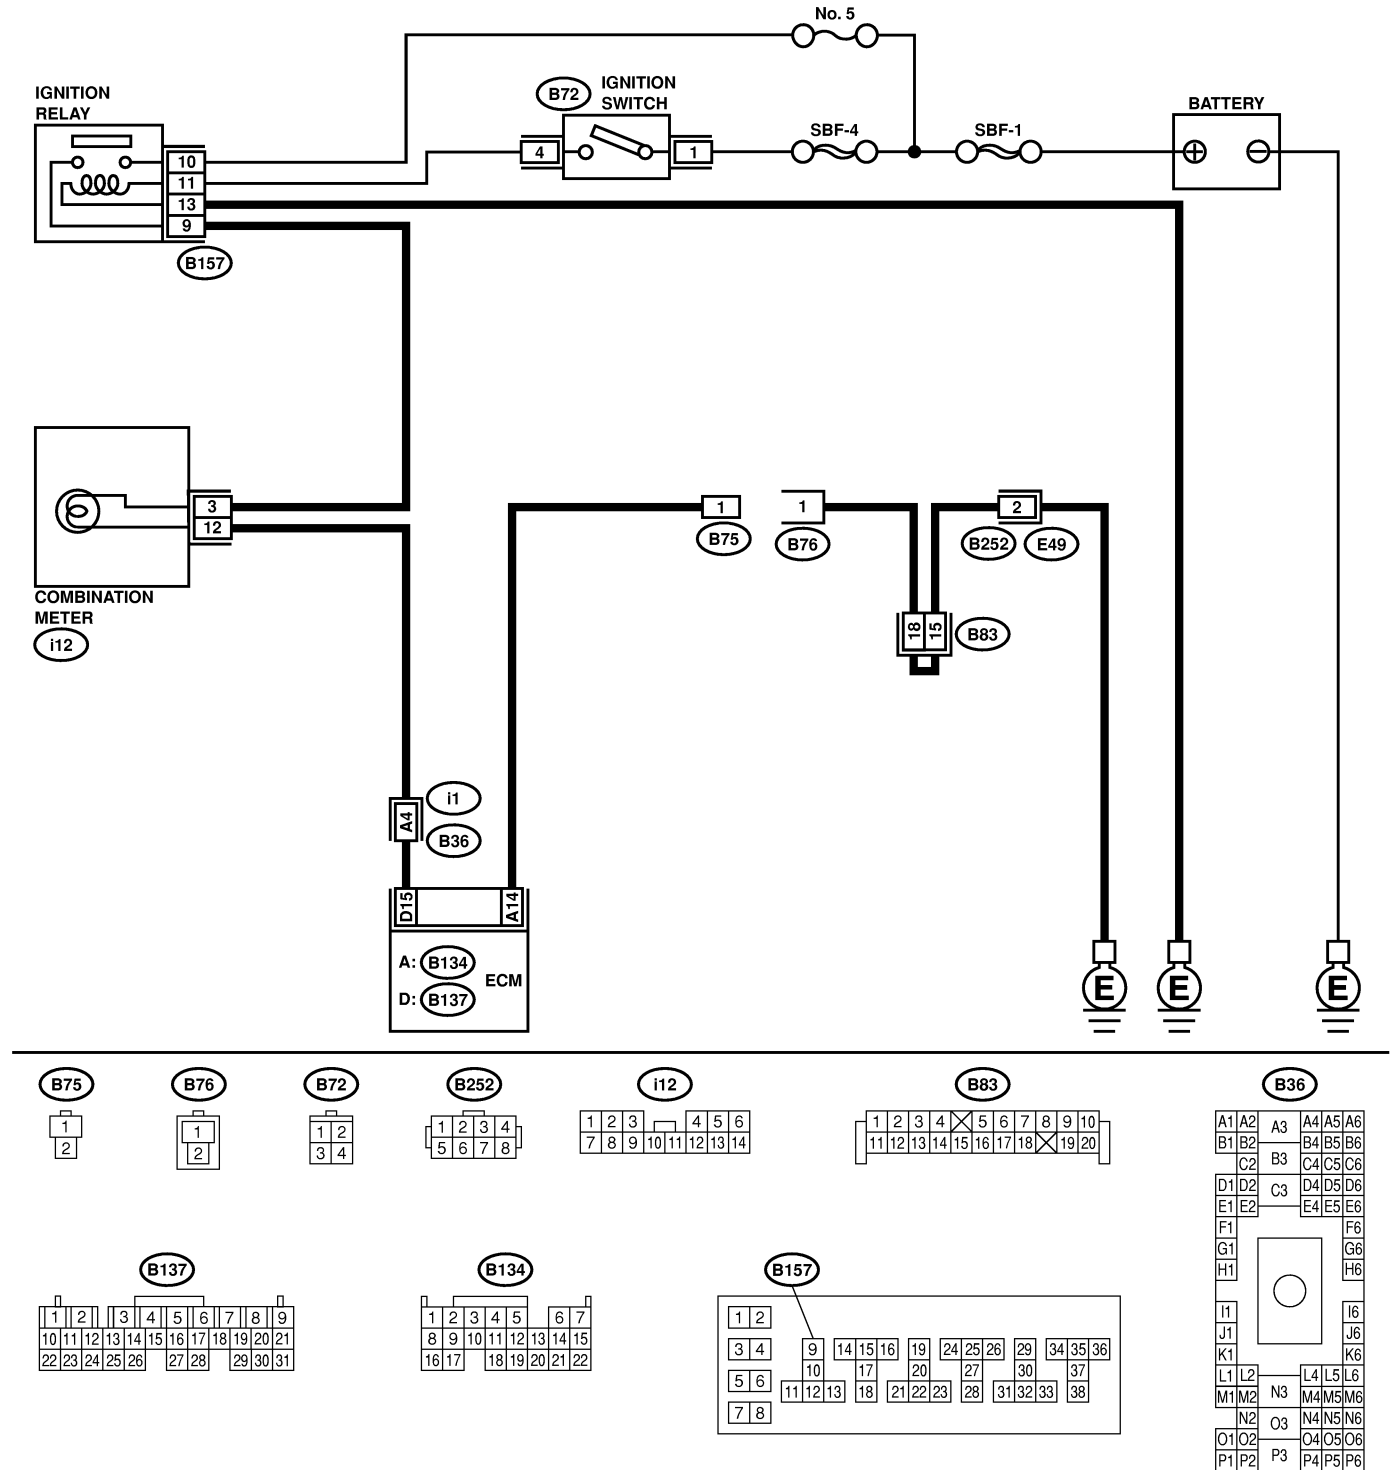 No. 5
IGNITION
RELAY
B72
IGNITION
SWITCH
SBF-4
SBF-1
BATTERY
4
1
10
11
13
9
B157
3
12
COMBINATION
METER
i12
1
B75
1
B76
2
B252
E49
18
15
B83
i1
A4
B36
D15
A14
A: B134
ECM
D: B137
E
E
E
B75
1
2
B76
1
2
B72
1 2
3 4
B252
1 2 3 4
5 6 7 8
i12
1 2 3 4 5 6
7 8 9 10 11 12 13 14
B83
1 2 3 4 5 6 7 8 9 10
11 12 13 14 15 16 17 18 19 20
B36
A1 A2 A3 A4 A5 A6
B1 B2 B3 B4 B5 B6
C2 C3 C4 C5 C6
D1 D2 D4 D5 D6
E1 E2 E4 E5 E6
F1 F6
G1 G6
H1 H6
I1 I6
J1 J6
K1 K6
L1 L2 L4 L5 L6
M1 M2 N3 M4 M5 M6
N2 O3 N4 N5 N6
O1 O2 O4 O5 O6
P1 P2 P3 P4 P5 P6
B137
1 2 3 4 5 6 7 8 9
10 11 12 13 14 15 16 17 18 19 20 21
22 23 24 25 26 27 28 29 30 31
B134
1 2 3 4 5 6 7
8 9 10 11 12 13 14 15
16 17 18 19 20 21 22
B157
1 2
3 4
5 6
7 8
9 14 15 16 19 24 25 26 29 34 35 36
10 17 20 27 30 37
11 12 13 18 21 22 23 28 31 32 33 38